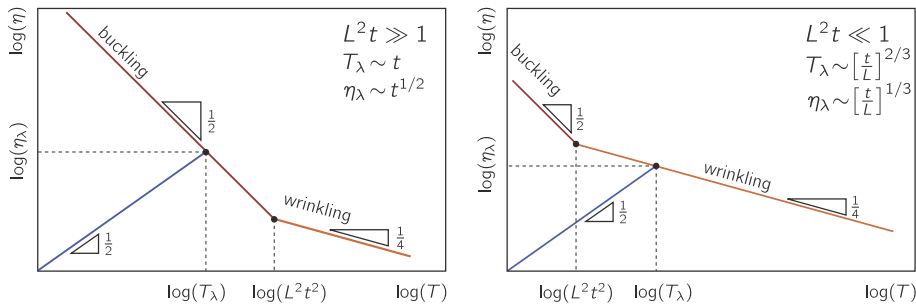 log(η)
L²t ≫ 1
T_λ ∼ t
η_λ ∼ t^{1/2}
buckling
1/2
log(η_λ)
wrinkling
1/2
1/4
log(T_λ)
log(L²t²)
log(T)
log(η)
L²t ≪ 1
T_λ ∼ [t/L]^{2/3}
η_λ ∼ [t/L]^{1/3}
buckling
1/2
log(η_λ)
wrinkling
1/2
1/4
log(L²t²)
log(T_λ)
log(T)